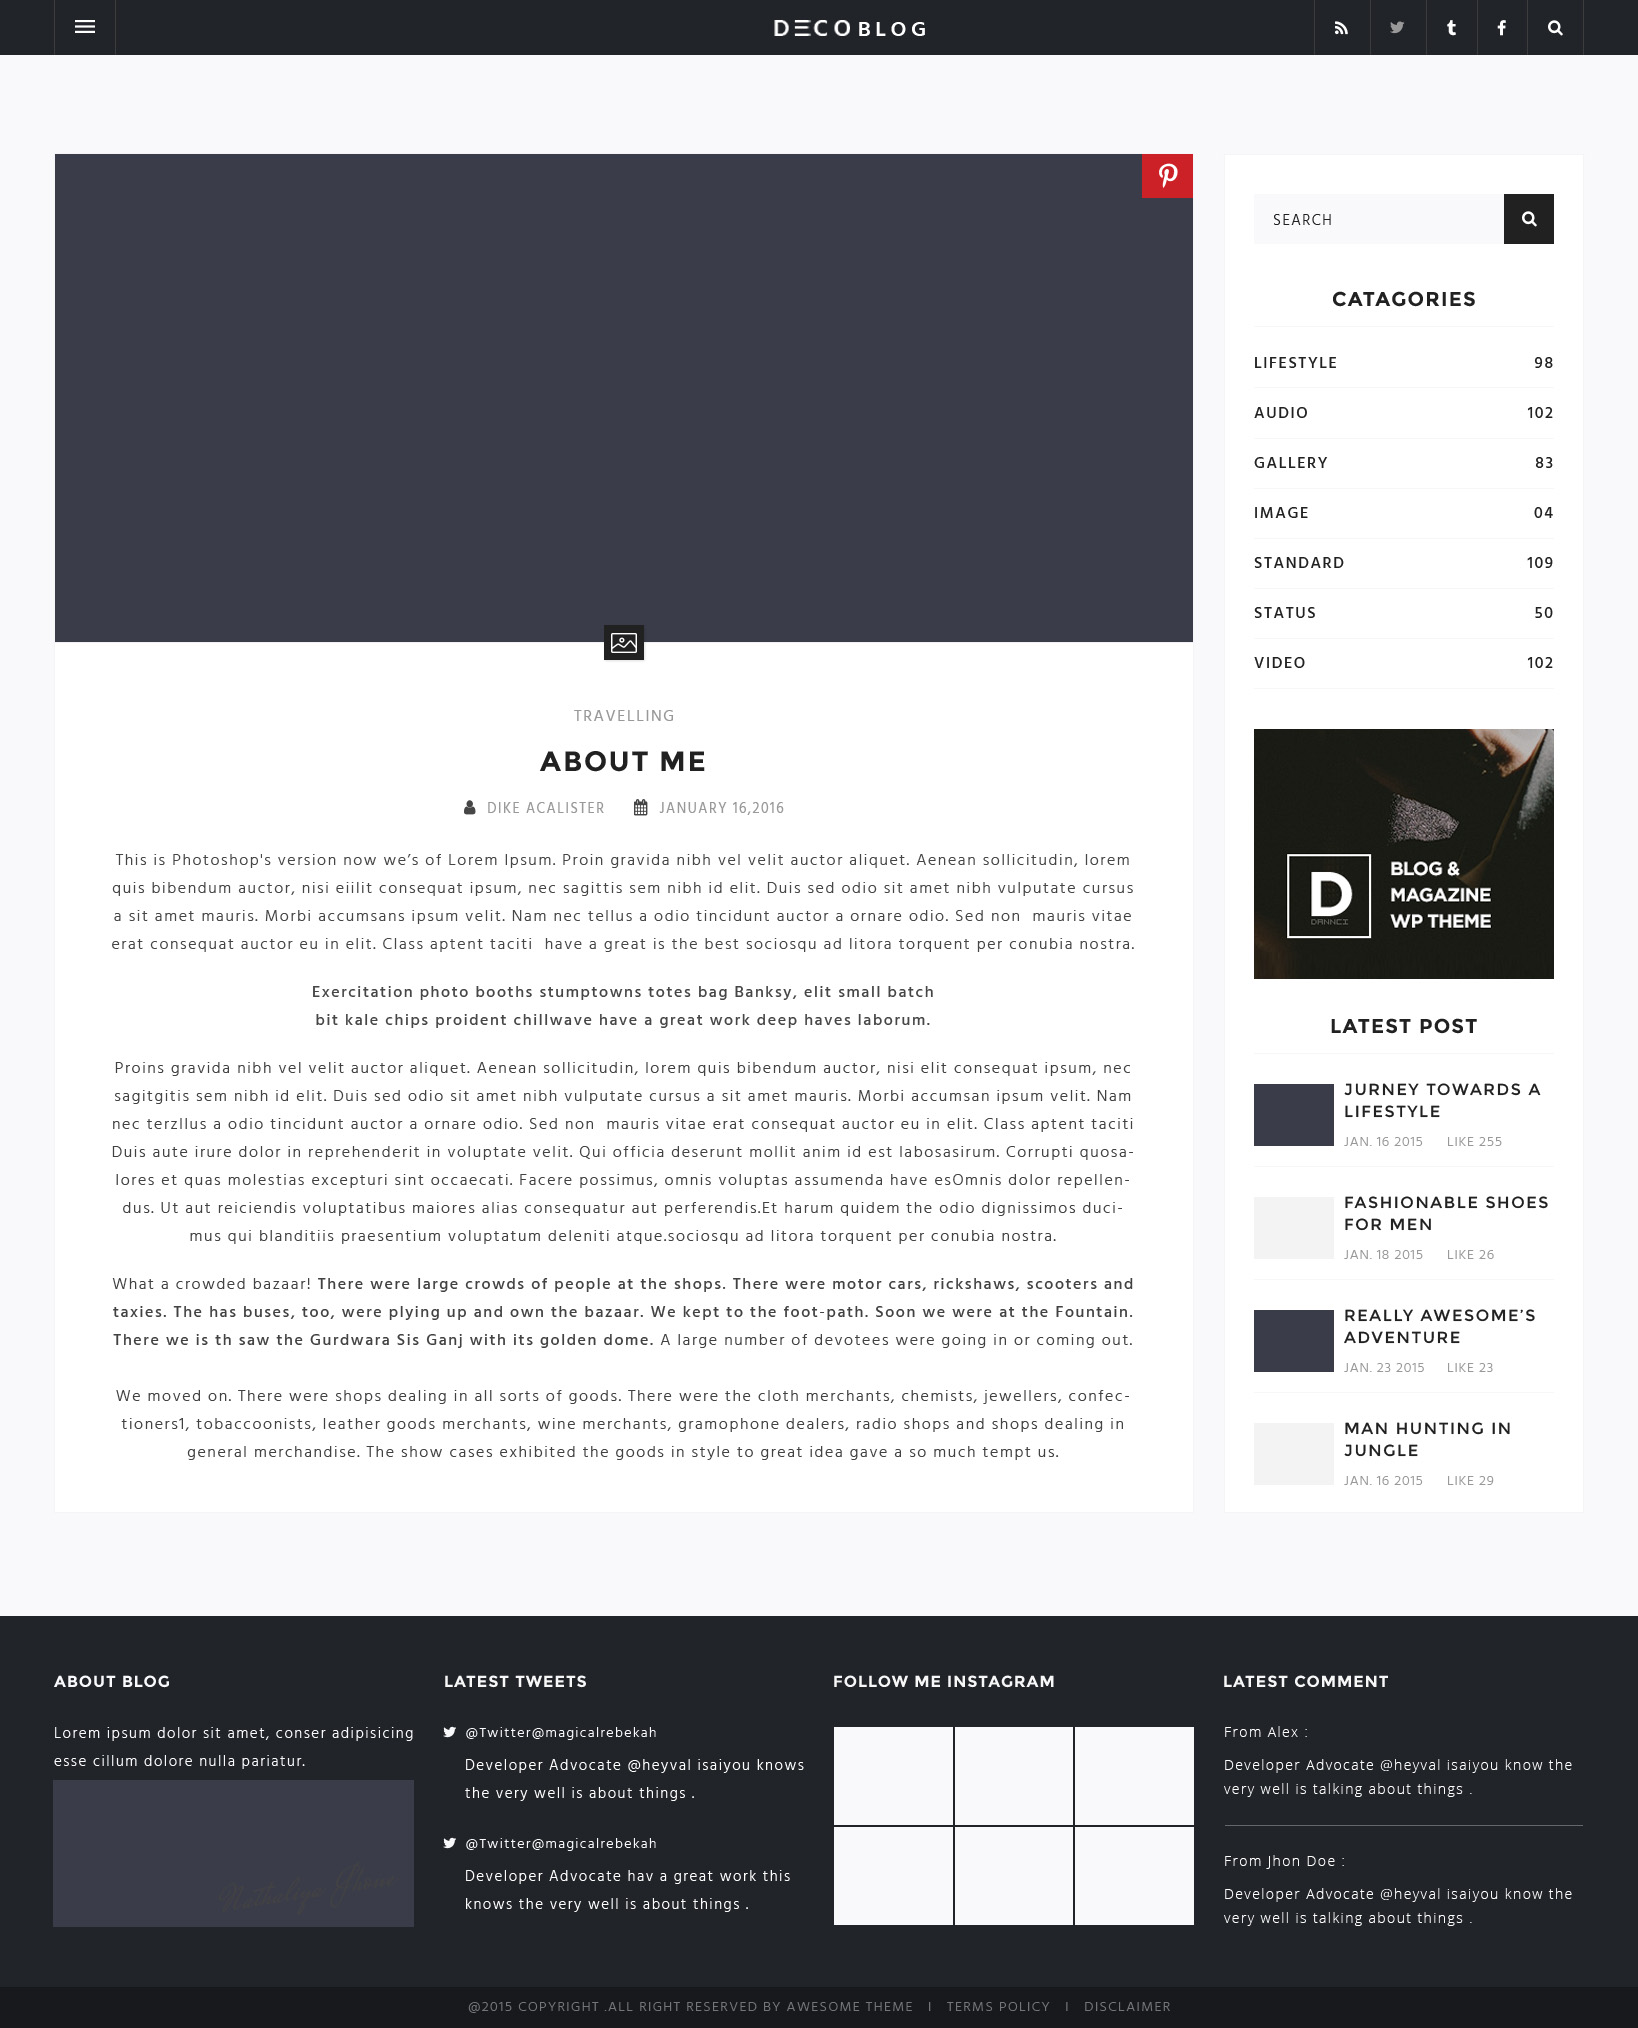 DECOBLOG
SEARCH
CATAGORIES
LIFESTYLE 98
AUDIO 102
GALLERY 83
IMAGE 04
STANDARD 109
STATUS 50
VIDEO 102
TRAVELLING
ABOUT ME
DIKE ACALISTER JANUARY 16,2016
This is Photoshop's version now we’s of Lorem Ipsum. Proin gravida nibh vel velit auctor aliquet. Aenean sollicitudin, lorem
quis bibendum auctor, nisi eiilit consequat ipsum, nec sagittis sem nibh id elit. Duis sed odio sit amet nibh vulputate cursus
a sit amet mauris. Morbi accumsans ipsum velit. Nam nec tellus a odio tincidunt auctor a ornare odio. Sed non  mauris vitae
erat consequat auctor eu in elit. Class aptent taciti  have a great is the best sociosqu ad litora torquent per conubia nostra.
Exercitation photo booths stumptowns totes bag Banksy, elit small batch
bit kale chips proident chillwave have a great work deep haves laborum.
Proins gravida nibh vel velit auctor aliquet. Aenean sollicitudin, lorem quis bibendum auctor, nisi elit consequat ipsum, nec
sagitgitis sem nibh id elit. Duis sed odio sit amet nibh vulputate cursus a sit amet mauris. Morbi accumsan ipsum velit. Nam
nec terzllus a odio tincidunt auctor a ornare odio. Sed non  mauris vitae erat consequat auctor eu in elit. Class aptent taciti
Duis aute irure dolor in reprehenderit in voluptate velit. Qui officia deserunt mollit anim id est labosasirum. Corrupti quosa-
lores et quas molestias excepturi sint occaecati. Facere possimus, omnis voluptas assumenda have esOmnis dolor repellen-
dus. Ut aut reiciendis voluptatibus maiores alias consequatur aut perferendis.Et harum quidem the odio dignissimos duci-
mus qui blanditiis praesentium voluptatum deleniti atque.sociosqu ad litora torquent per conubia nostra.
What a crowded bazaar! There were large crowds of people at the shops. There were motor cars, rickshaws, scooters and
taxies. The has buses, too, were plying up and own the bazaar. We kept to the foot-path. Soon we were at the Fountain.
There we is th saw the Gurdwara Sis Ganj with its golden dome. A large number of devotees were going in or coming out.
We moved on. There were shops dealing in all sorts of goods. There were the cloth merchants, chemists, jewellers, confec-
tioners1, tobaccoonists, leather goods merchants, wine merchants, gramophone dealers, radio shops and shops dealing in
general merchandise. The show cases exhibited the goods in style to great idea gave a so much tempt us.
D
DANNCI
BLOG &
MAGAZINE
WP THEME
LATEST POST
JURNEY TOWARDS A
LIFESTYLE
JAN. 16 2015 LIKE 255
FASHIONABLE SHOES
FOR MEN
JAN. 18 2015 LIKE 26
REALLY AWESOME’S
ADVENTURE
JAN. 23 2015 LIKE 23
MAN HUNTING IN
JUNGLE
JAN. 16 2015 LIKE 29
ABOUT BLOG
Lorem ipsum dolor sit amet, conser adipisicing
esse cillum dolore nulla pariatur.
LATEST TWEETS
@Twitter@magicalrebekah
Developer Advocate @heyval isaiyou knows
the very well is about things .
@Twitter@magicalrebekah
Developer Advocate hav a great work this
knows the very well is about things .
FOLLOW ME INSTAGRAM
LATEST COMMENT
From Alex :
Developer Advocate @heyval isaiyou know the
very well is talking about things .
From Jhon Doe :
Developer Advocate @heyval isaiyou know the
very well is talking about things .
@2015 COPYRIGHT .ALL RIGHT RESERVED BY AWESOME THEME I TERMS POLICY I DISCLAIMER